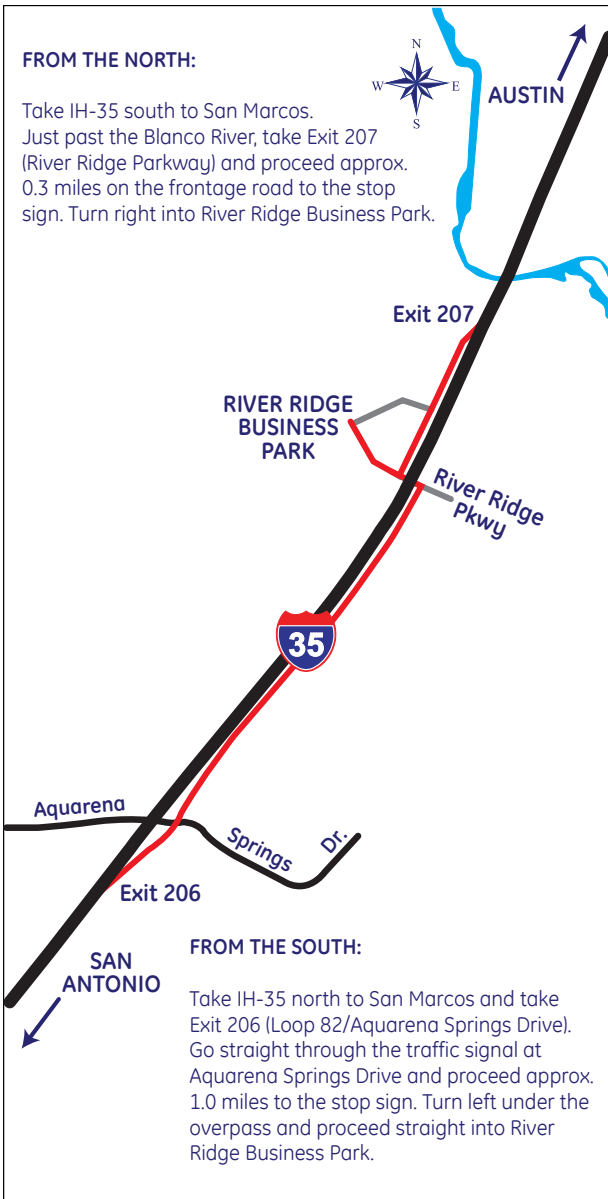 FROM THE NORTH:
Take IH-35 south to San Marcos.
Just past the Blanco River, take Exit 207
(River Ridge Parkway) and proceed approx.
0.3 miles on the frontage road to the stop
sign. Turn right into River Ridge Business Park.
N
W
E
S
AUSTIN
Exit 207
RIVER RIDGE
BUSINESS
PARK
River Ridge
Pkwy
35
Aquarena
Springs
Dr.
Exit 206
SAN
ANTONIO
FROM THE SOUTH:
Take IH-35 north to San Marcos and take
Exit 206 (Loop 82/Aquarena Springs Drive).
Go straight through the traffic signal at
Aquarena Springs Drive and proceed approx.
1.0 miles to the stop sign. Turn left under the
overpass and proceed straight into River
Ridge Business Park.